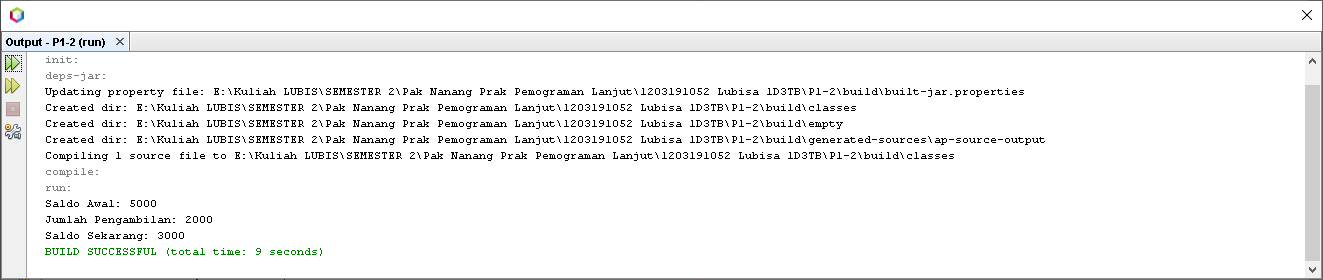 Output - P1-2 (run)
init:
deps-jar:
Updating property file: E:\Kuliah LUBIS\SEMESTER 2\Pak Nanang Prak Pemograman Lanjut\1203191052 Lubisa 1D3TB\P1-2\build\built-jar.properties
Created dir: E:\Kuliah LUBIS\SEMESTER 2\Pak Nanang Prak Pemograman Lanjut\1203191052 Lubisa 1D3TB\P1-2\build\classes
Created dir: E:\Kuliah LUBIS\SEMESTER 2\Pak Nanang Prak Pemograman Lanjut\1203191052 Lubisa 1D3TB\P1-2\build\empty
Created dir: E:\Kuliah LUBIS\SEMESTER 2\Pak Nanang Prak Pemograman Lanjut\1203191052 Lubisa 1D3TB\P1-2\build\generated-sources\ap-source-output
Compiling 1 source file to E:\Kuliah LUBIS\SEMESTER 2\Pak Nanang Prak Pemograman Lanjut\1203191052 Lubisa 1D3TB\P1-2\build\classes
compile:
run:
Saldo Awal: 5000
Jumlah Pengambilan: 2000
Saldo Sekarang: 3000
BUILD SUCCESSFUL (total time: 9 seconds)